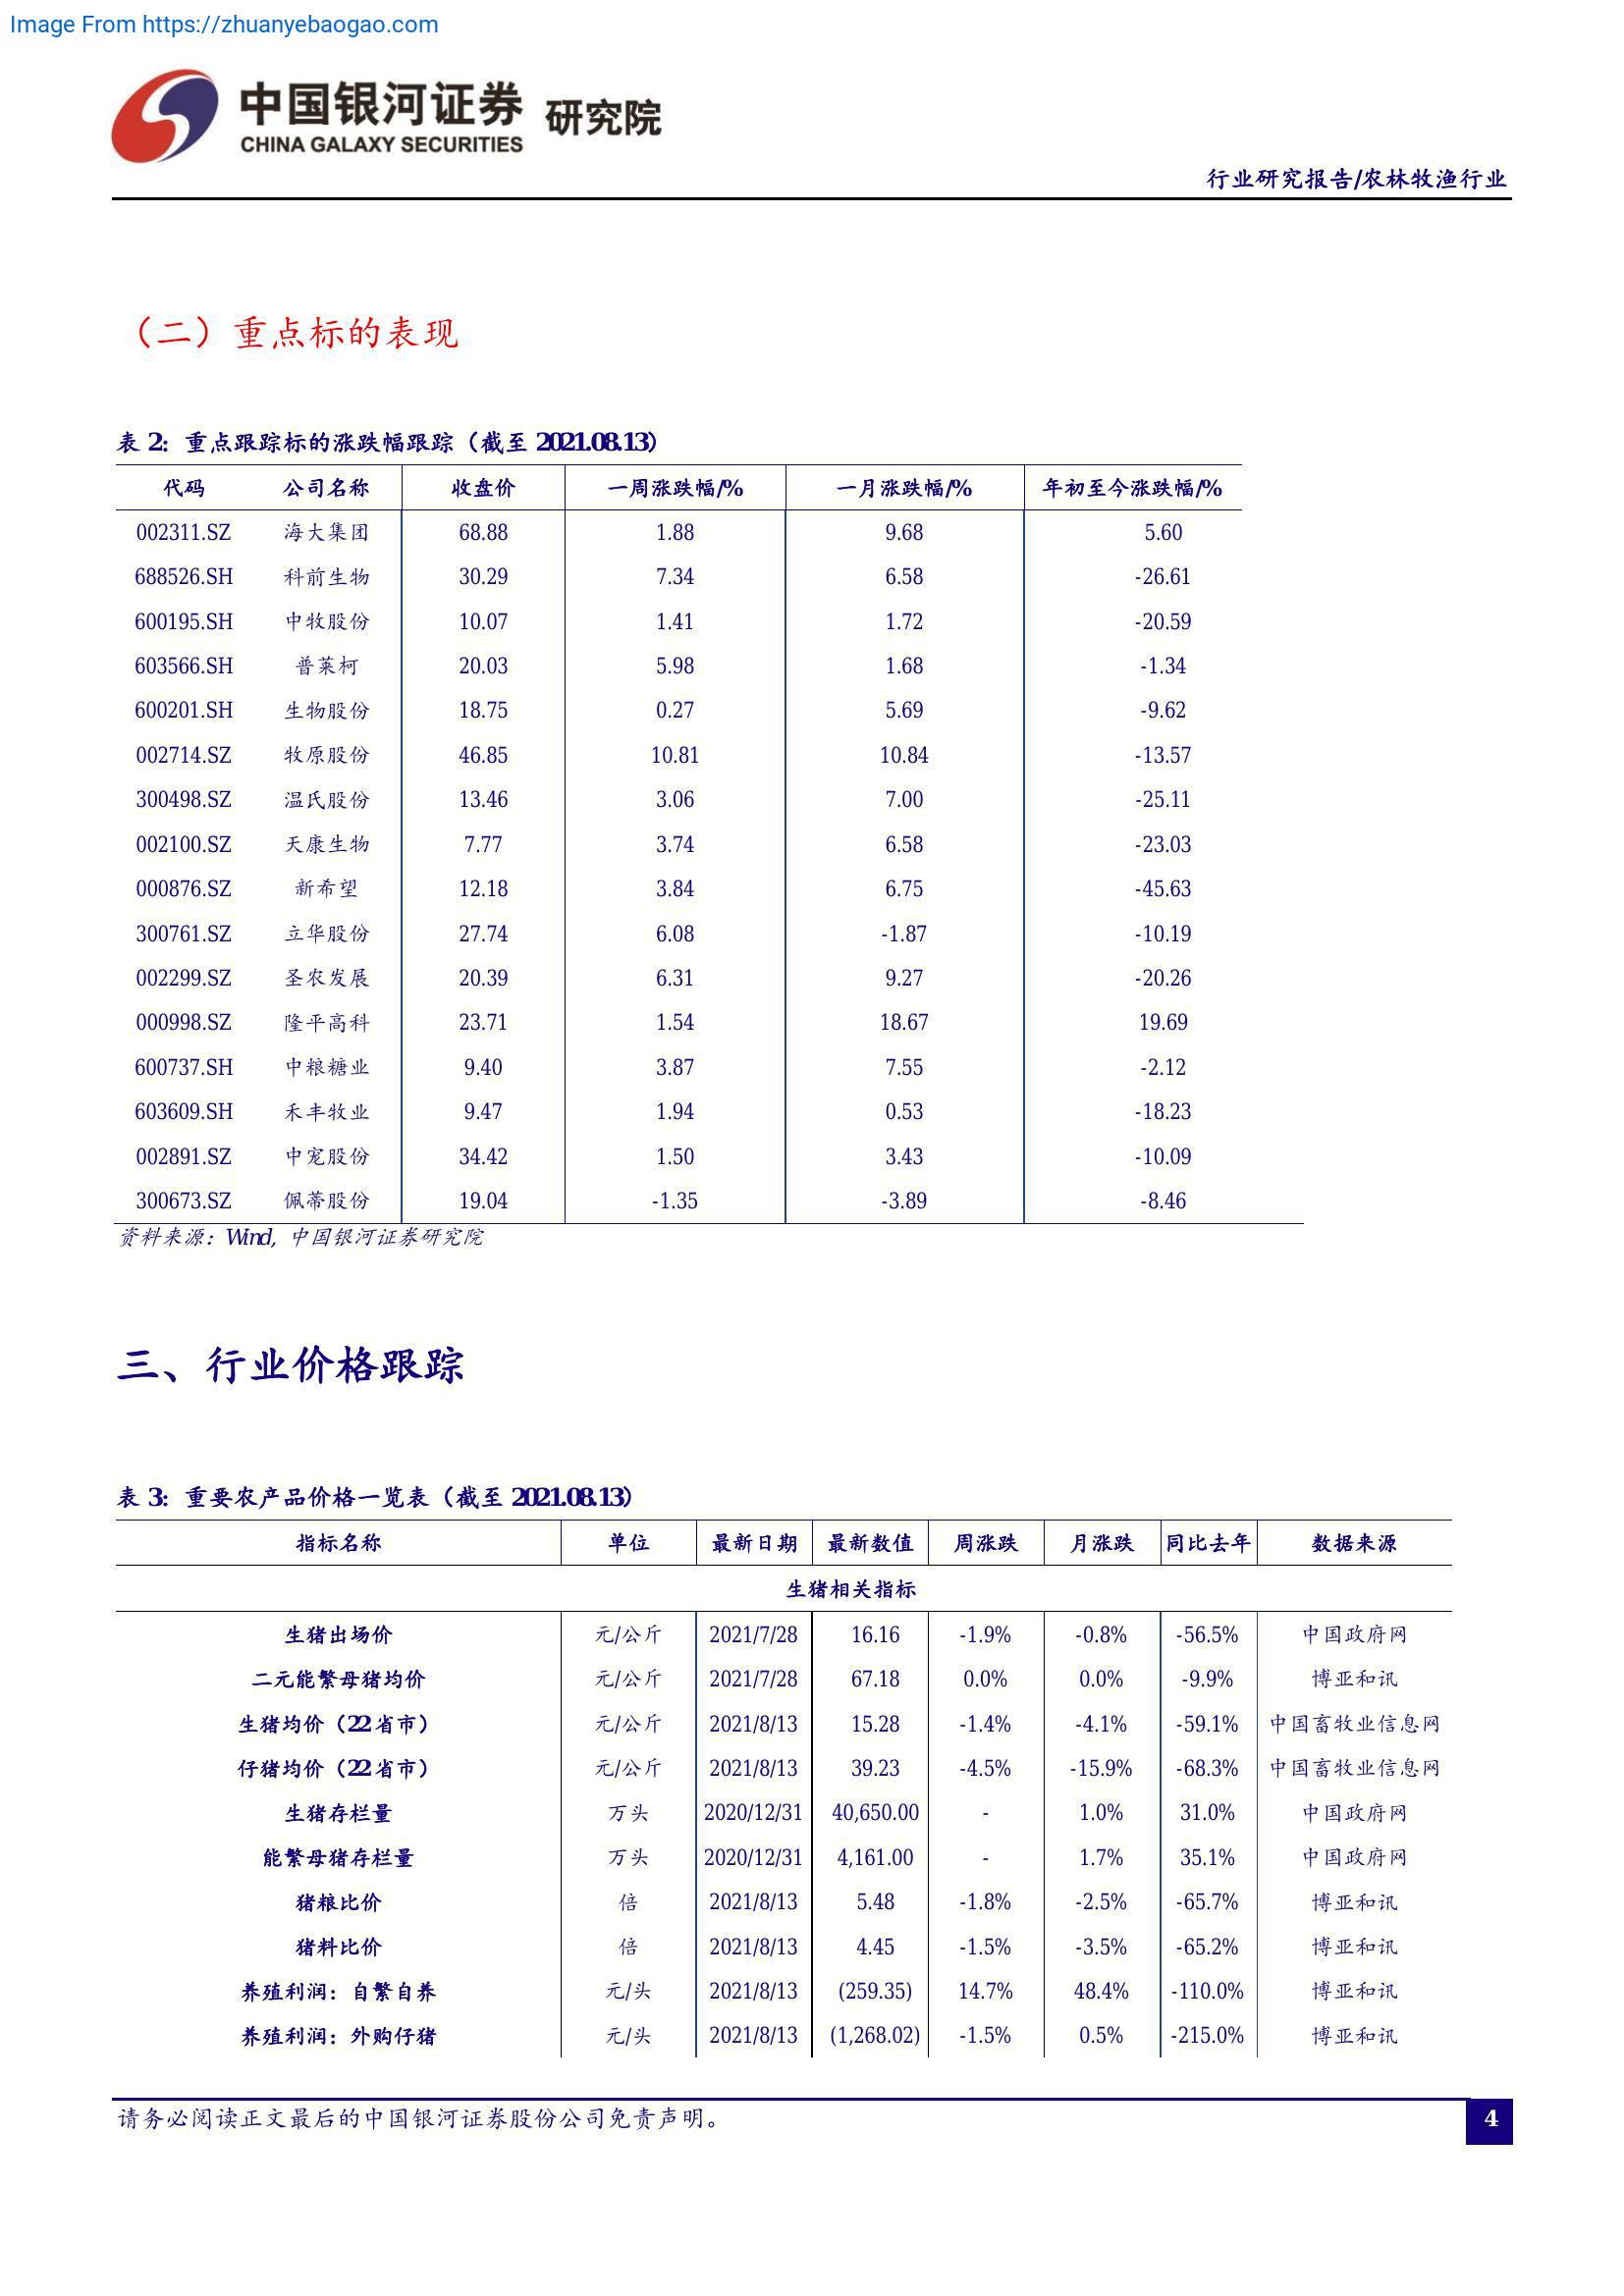 Image From https://zhuanyebaogao.com
中国银河证券 研究院
CHINA GALAXY SECURITIES
行业研究报告/农林牧渔行业
（二）重点标的表现
表 2：重点跟踪标的涨跌幅跟踪（截至 2021.08.13）
代码 公司名称 收盘价 一周涨跌幅/% 一月涨跌幅/% 年初至今涨跌幅/%
002311.SZ 海大集团 68.88 1.88 9.68 5.60
688526.SH 科前生物 30.29 7.34 6.58 -26.61
600195.SH 中牧股份 10.07 1.41 1.72 -20.59
603566.SH 普莱柯 20.03 5.98 1.68 -1.34
600201.SH 生物股份 18.75 0.27 5.69 -9.62
002714.SZ 牧原股份 46.85 10.81 10.84 -13.57
300498.SZ 温氏股份 13.46 3.06 7.00 -25.11
002100.SZ 天康生物 7.77 3.74 6.58 -23.03
000876.SZ 新希望 12.18 3.84 6.75 -45.63
300761.SZ 立华股份 27.74 6.08 -1.87 -10.19
002299.SZ 圣农发展 20.39 6.31 9.27 -20.26
000998.SZ 隆平高科 23.71 1.54 18.67 19.69
600737.SH 中粮糖业 9.40 3.87 7.55 -2.12
603609.SH 禾丰牧业 9.47 1.94 0.53 -18.23
002891.SZ 中宠股份 34.42 1.50 3.43 -10.09
300673.SZ 佩蒂股份 19.04 -1.35 -3.89 -8.46
资料来源：Wind, 中国银河证券研究院
三、行业价格跟踪
表 3：重要农产品价格一览表（截至 2021.08.13）
指标名称 单位 最新日期 最新数值 周涨跌 月涨跌 同比去年 数据来源
生猪相关指标
生猪出场价 元/公斤 2021/7/28 16.16 -1.9% -0.8% -56.5% 中国政府网
二元能繁母猪均价 元/公斤 2021/7/28 67.18 0.0% 0.0% -9.9% 博亚和讯
生猪均价（22 省市） 元/公斤 2021/8/13 15.28 -1.4% -4.1% -59.1% 中国畜牧业信息网
仔猪均价（22 省市） 元/公斤 2021/8/13 39.23 -4.5% -15.9% -68.3% 中国畜牧业信息网
生猪存栏量 万头 2020/12/31 40,650.00 - 1.0% 31.0% 中国政府网
能繁母猪存栏量 万头 2020/12/31 4,161.00 - 1.7% 35.1% 中国政府网
猪粮比价 倍 2021/8/13 5.48 -1.8% -2.5% -65.7% 博亚和讯
猪料比价 倍 2021/8/13 4.45 -1.5% -3.5% -65.2% 博亚和讯
养殖利润：自繁自养 元/头 2021/8/13 (259.35) 14.7% 48.4% -110.0% 博亚和讯
养殖利润：外购仔猪 元/头 2021/8/13 (1,268.02) -1.5% 0.5% -215.0% 博亚和讯
请务必阅读正文最后的中国银河证券股份公司免责声明。
4